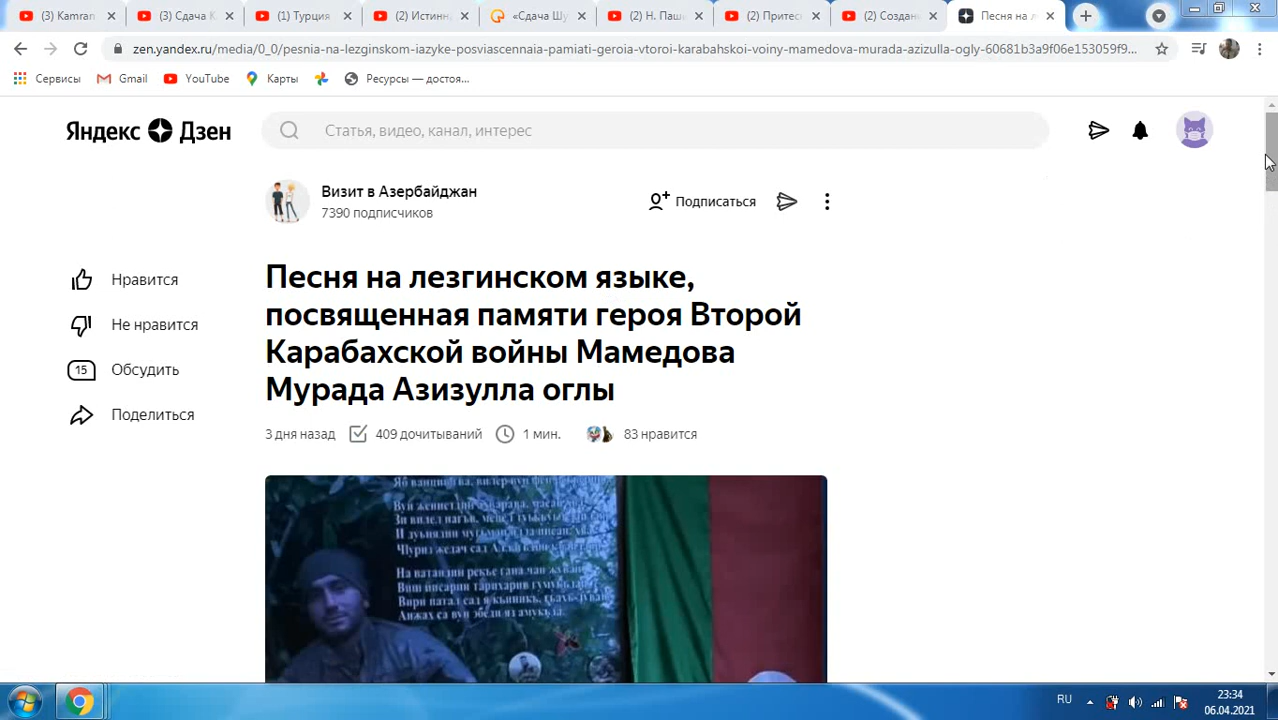 (3) Kamran
(3) Сдача К
(1) Турция
(2) Истинн
«Сдача Шу
(2) Н. Паш
(2) Прите
(2) Создан
Песня на л
zen.yandex.ru/media/0_0/pesnia-na-lezginskom-iazyke-posviascennaia-pamiati-geroia-vtoroi-karabahskoi-voiny-mamedova-murada-azizulla-ogly-60681b3a9f06e153059f9...
Сервисы
Gmail
YouTube
Карты
Ресурсы — достоя...
Яндекс Дзен
Статья, видео, канал, интерес
Визит в Азербайджан
7390 подписчиков
Подписаться
Нравится
Не нравится
15 Обсудить
Поделиться
Песня на лезгинском языке,
посвященная памяти героя Второй
Карабахской войны Мамедова
Мурада Азизулла оглы
3 дня назад
409 дочитываний
1 мин.
83 нравится
RU
23:34
06.04.2021